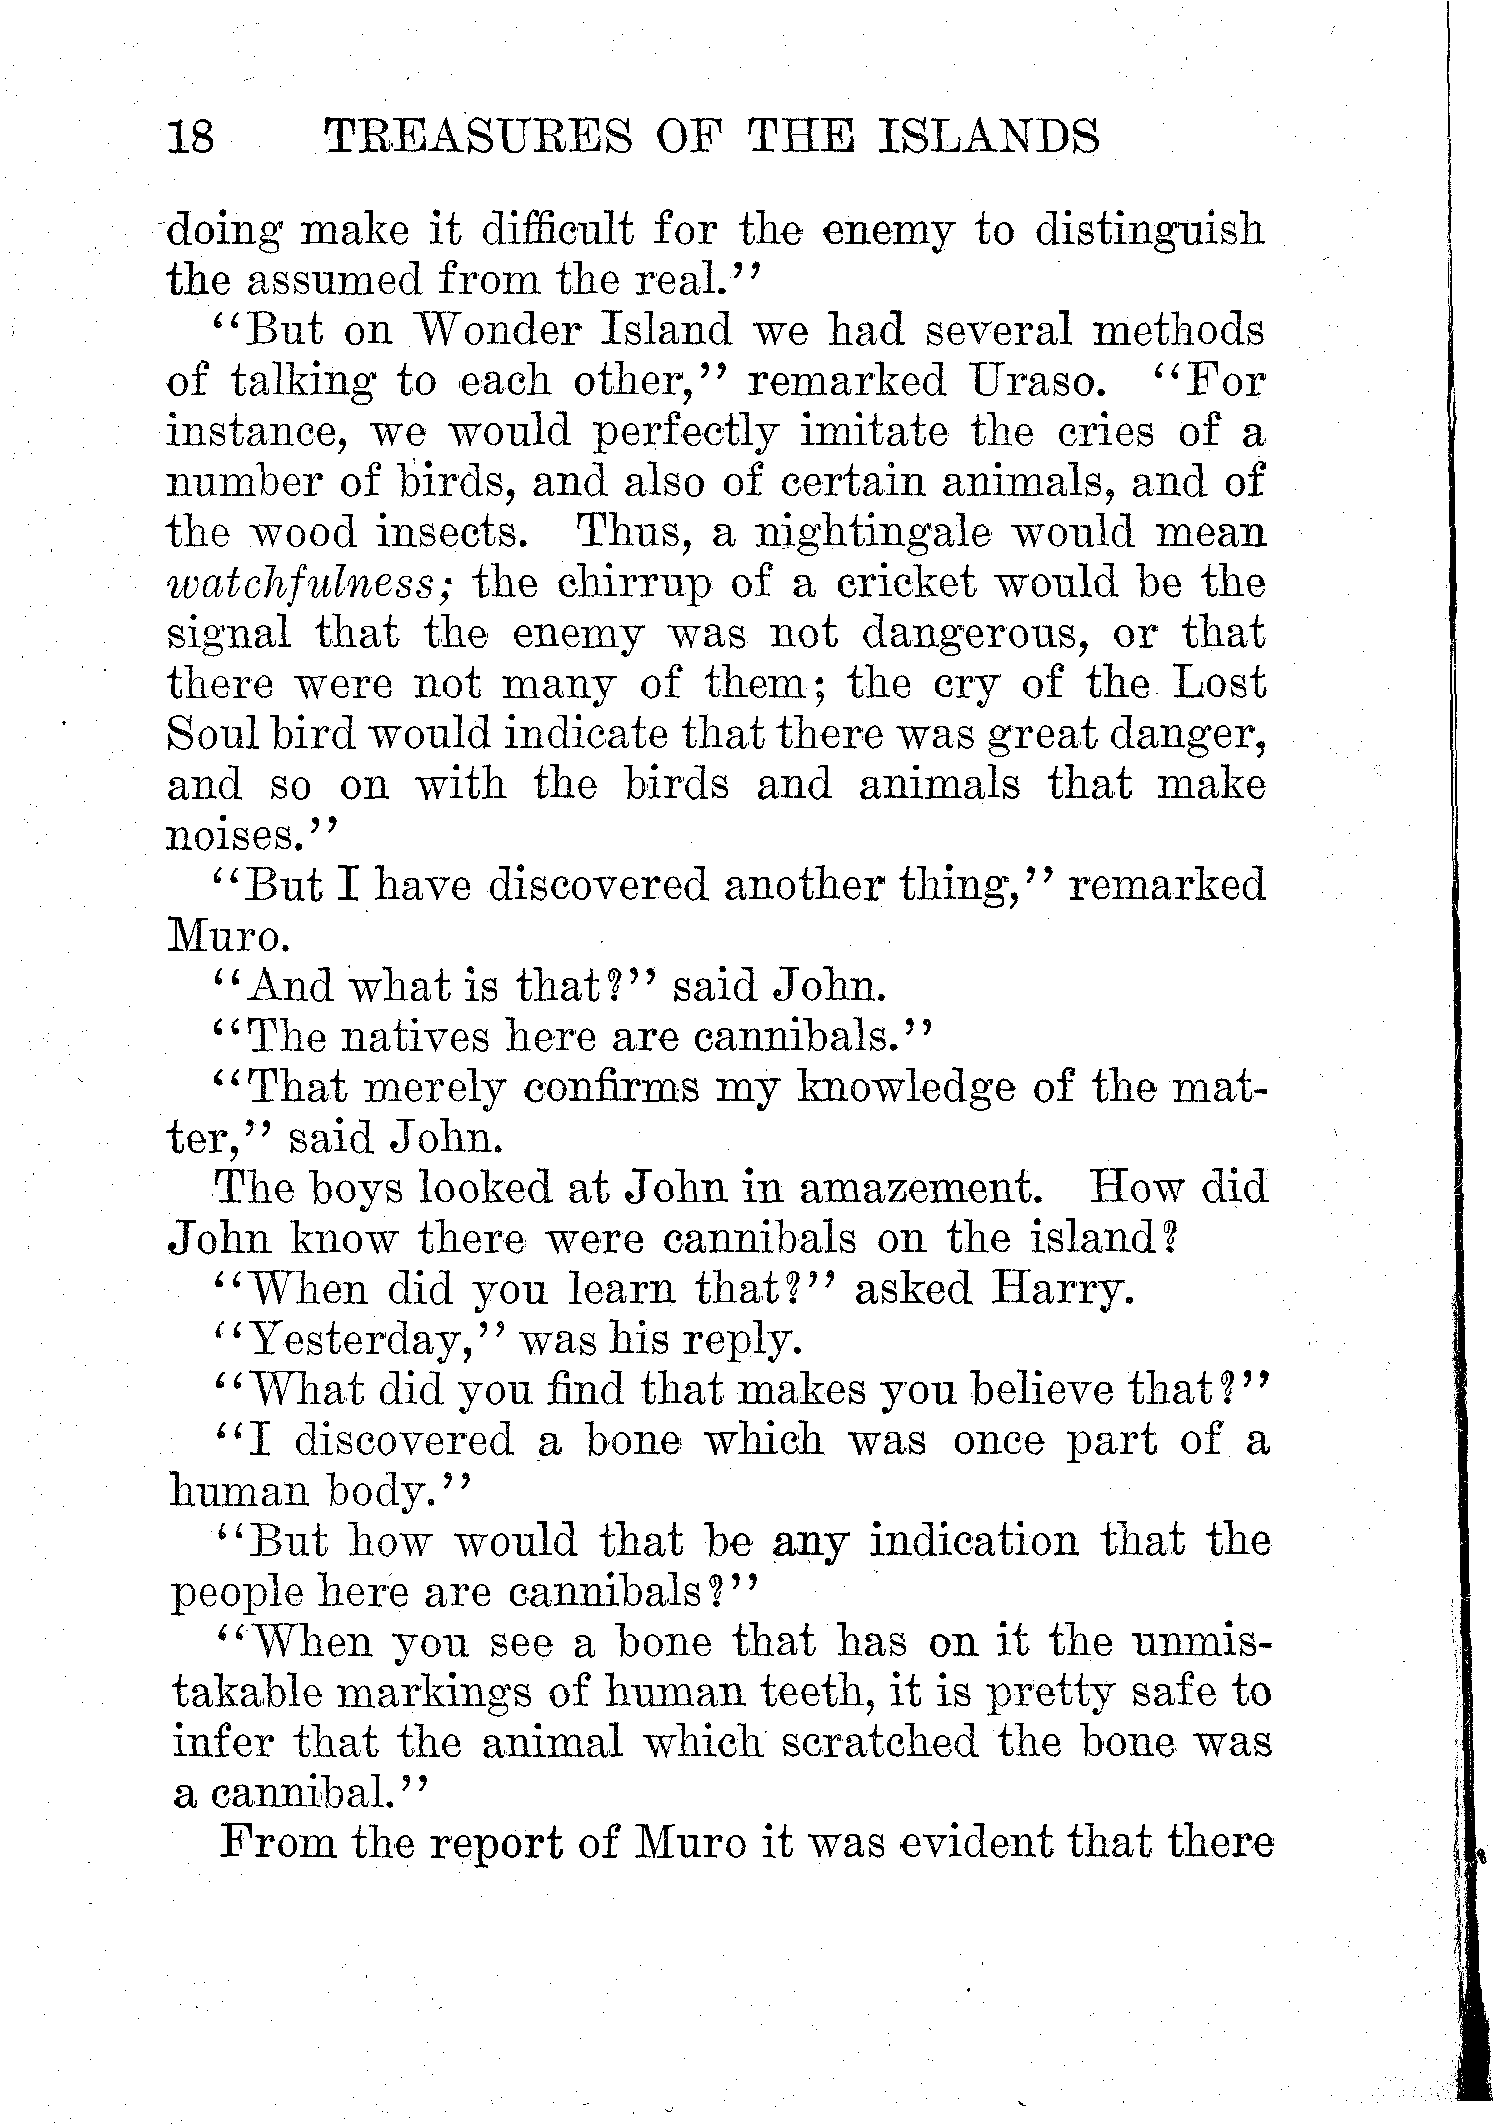 18 TREASURES OF THE ISLANDS
doing make it difficult for the enemy to distinguish
the assumed from the real."
"But on Wonder Island we had several methods
of talking to each other," remarked Uraso. "For
instance, we would perfectly imitate the cries of a
number of birds, and also of certain animals, and of
the wood insects. Thus, a nightingale would mean
watchfulness; the chirrup of a cricket would be the
signal that the enemy was not dangerous, or that
there were not many of them; the cry of the Lost
Soul bird would indicate that there was great danger,
and so on with the birds and animals that make
noises."
"But I have discovered another thing," remarked
Muro.
"And what is that?" said John.
"The natives here are cannibals."
"That merely confirms my knowledge of the mat-
ter," said John.
The boys looked at John in amazement. How did
John know there were cannibals on the island?
"When did you learn that?" asked Harry.
"Yesterday," was his reply.
"What did you find that makes you believe that?"
"I discovered a bone which was once part of a
human body."
"But how would that be any indication that the
people here are cannibals?"
"When you see a bone that has on it the unmis-
takable markings of human teeth, it is pretty safe to
infer that the animal which scratched the bone was
a cannibal."
From the report of Muro it was evident that there